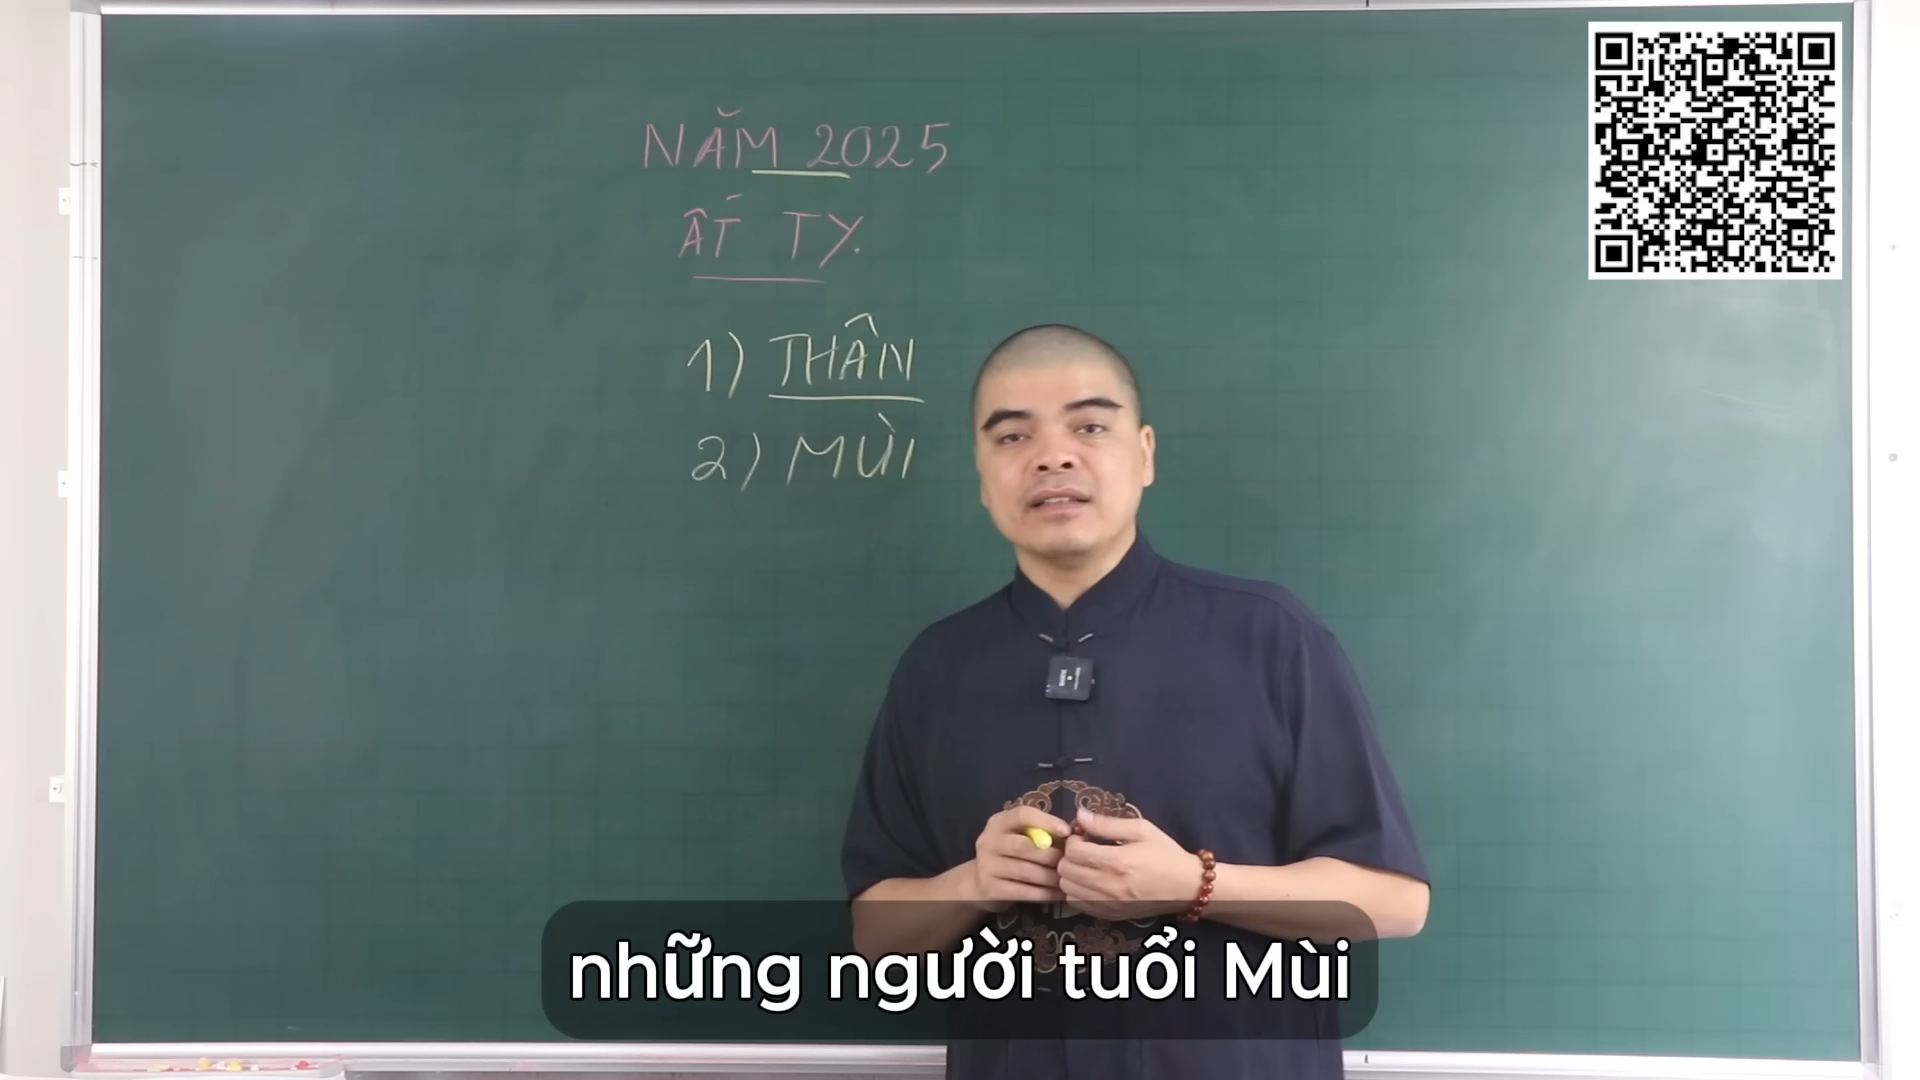 NĂM 2025
ẤT TỴ
1) THÂN
2) MÙI
những người tuổi Mùi